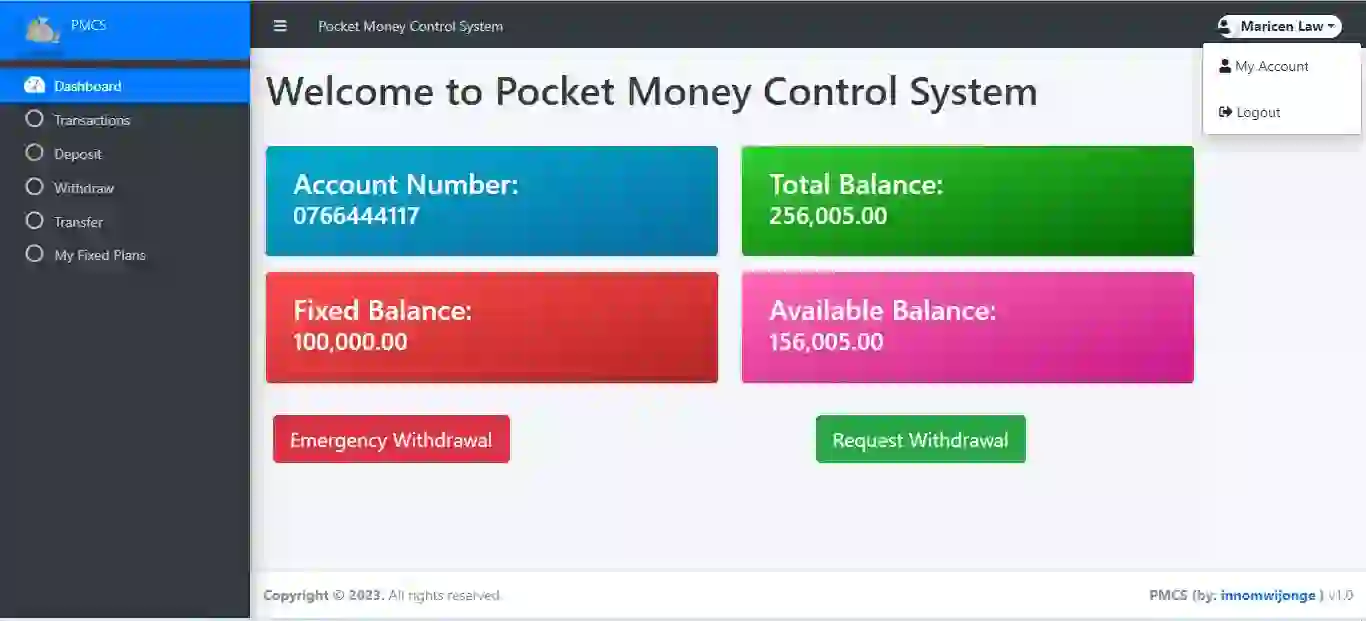 PMCS
Pocket Money Control System
Maricen Law
My Account
Logout
Dashboard
Transactions
Deposit
Withdraw
Transfer
My Fixed Plans
Welcome to Pocket Money Control System
Account Number:
0766444117
Total Balance:
256,005.00
Fixed Balance:
100,000.00
Available Balance:
156,005.00
Emergency Withdrawal
Request Withdrawal
Copyright © 2023. All rights reserved.
PMCS (by: innomwijonge ) v1.0